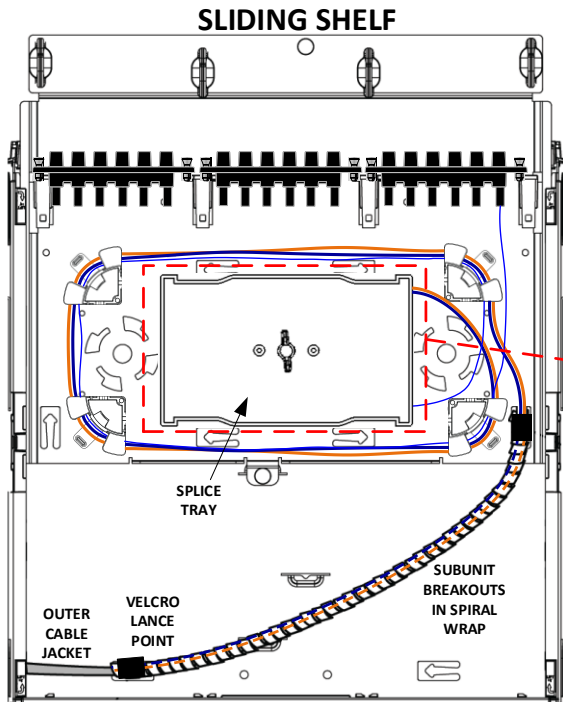 SLIDING SHELF
SPLICE
TRAY
SUBUNIT
BREAKOUTS
IN SPIRAL
WRAP
VELCRO
LANCE
POINT
OUTER
CABLE
JACKET